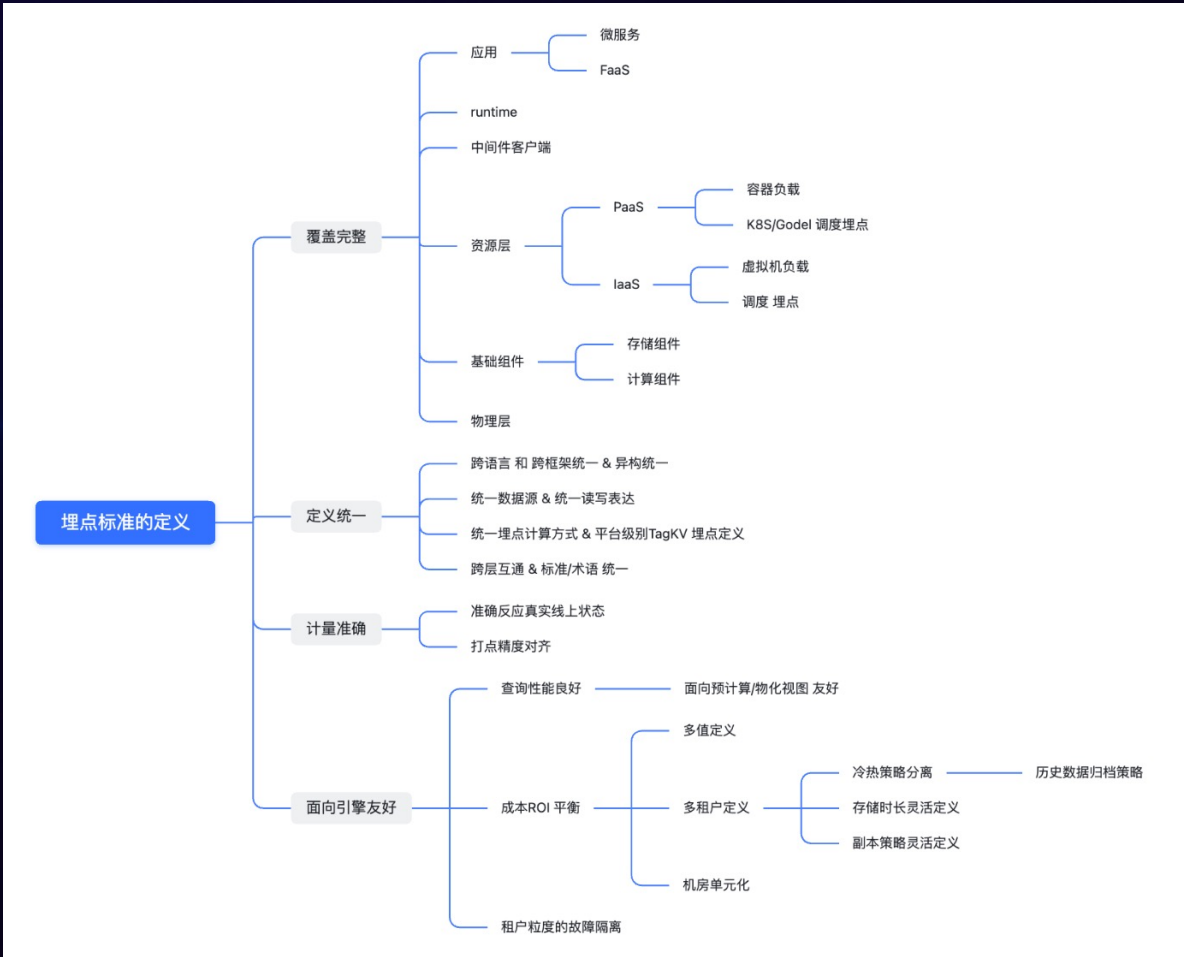 埋点标准的定义
覆盖完整
应用
微服务
FaaS
runtime
中间件客户端
资源层
PaaS
容器负载
K8S/Godel 调度埋点
IaaS
虚拟机负载
调度 埋点
基础组件
存储组件
计算组件
物理层
定义统一
跨语言 和 跨框架统一 & 异构统一
统一数据源 & 统一读写表达
统一埋点计算方式 & 平台级别TagKV 埋点定义
跨层互通 & 标准/术语 统一
计量准确
准确反应真实线上状态
打点精度对齐
面向引擎友好
查询性能良好
面向预计算/物化视图 友好
成本ROI 平衡
多值定义
多租户定义
冷热策略分离
历史数据归档策略
存储时长灵活定义
副本策略灵活定义
机房单元化
租户粒度的故障隔离